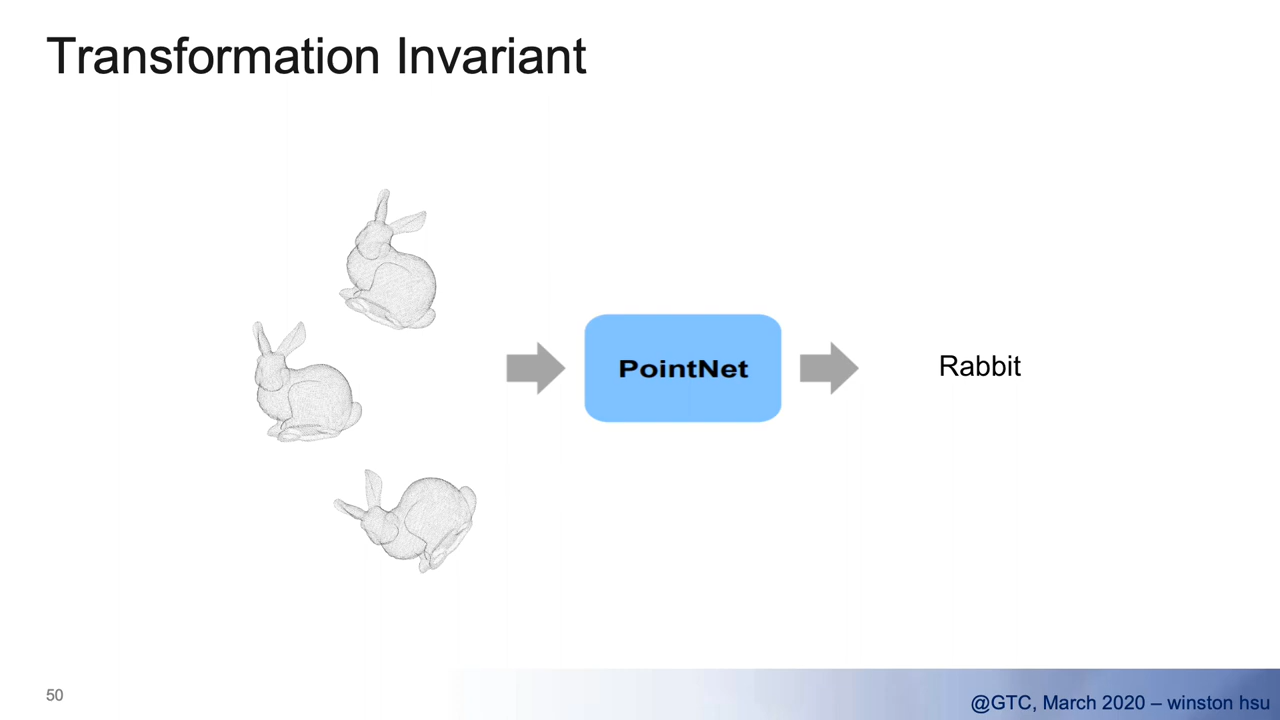 Transformation Invariant
PointNet
Rabbit
50
@GTC, March 2020 – winston hsu